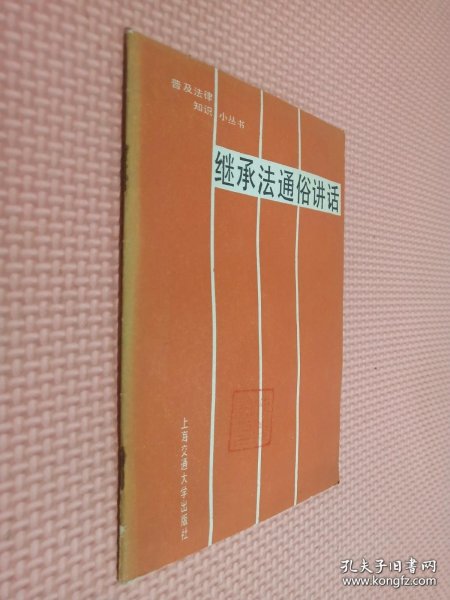 普及法律
知识 小丛书
继承法通俗讲话
上海交通大学出版社
孔夫子旧书网
www.kongfz.com